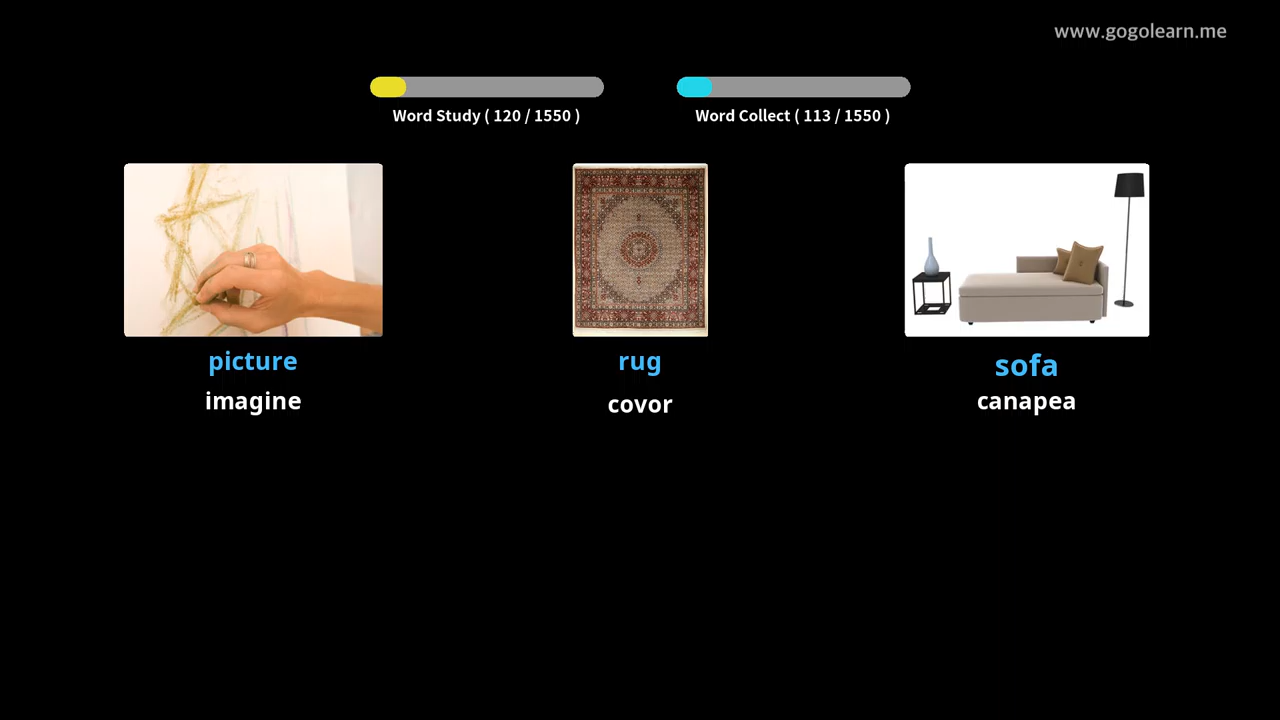 www.gogolearn.me
Word Study ( 120 / 1550 )
Word Collect ( 113 / 1550 )
picture
rug
sofa
imagine
covor
canapea